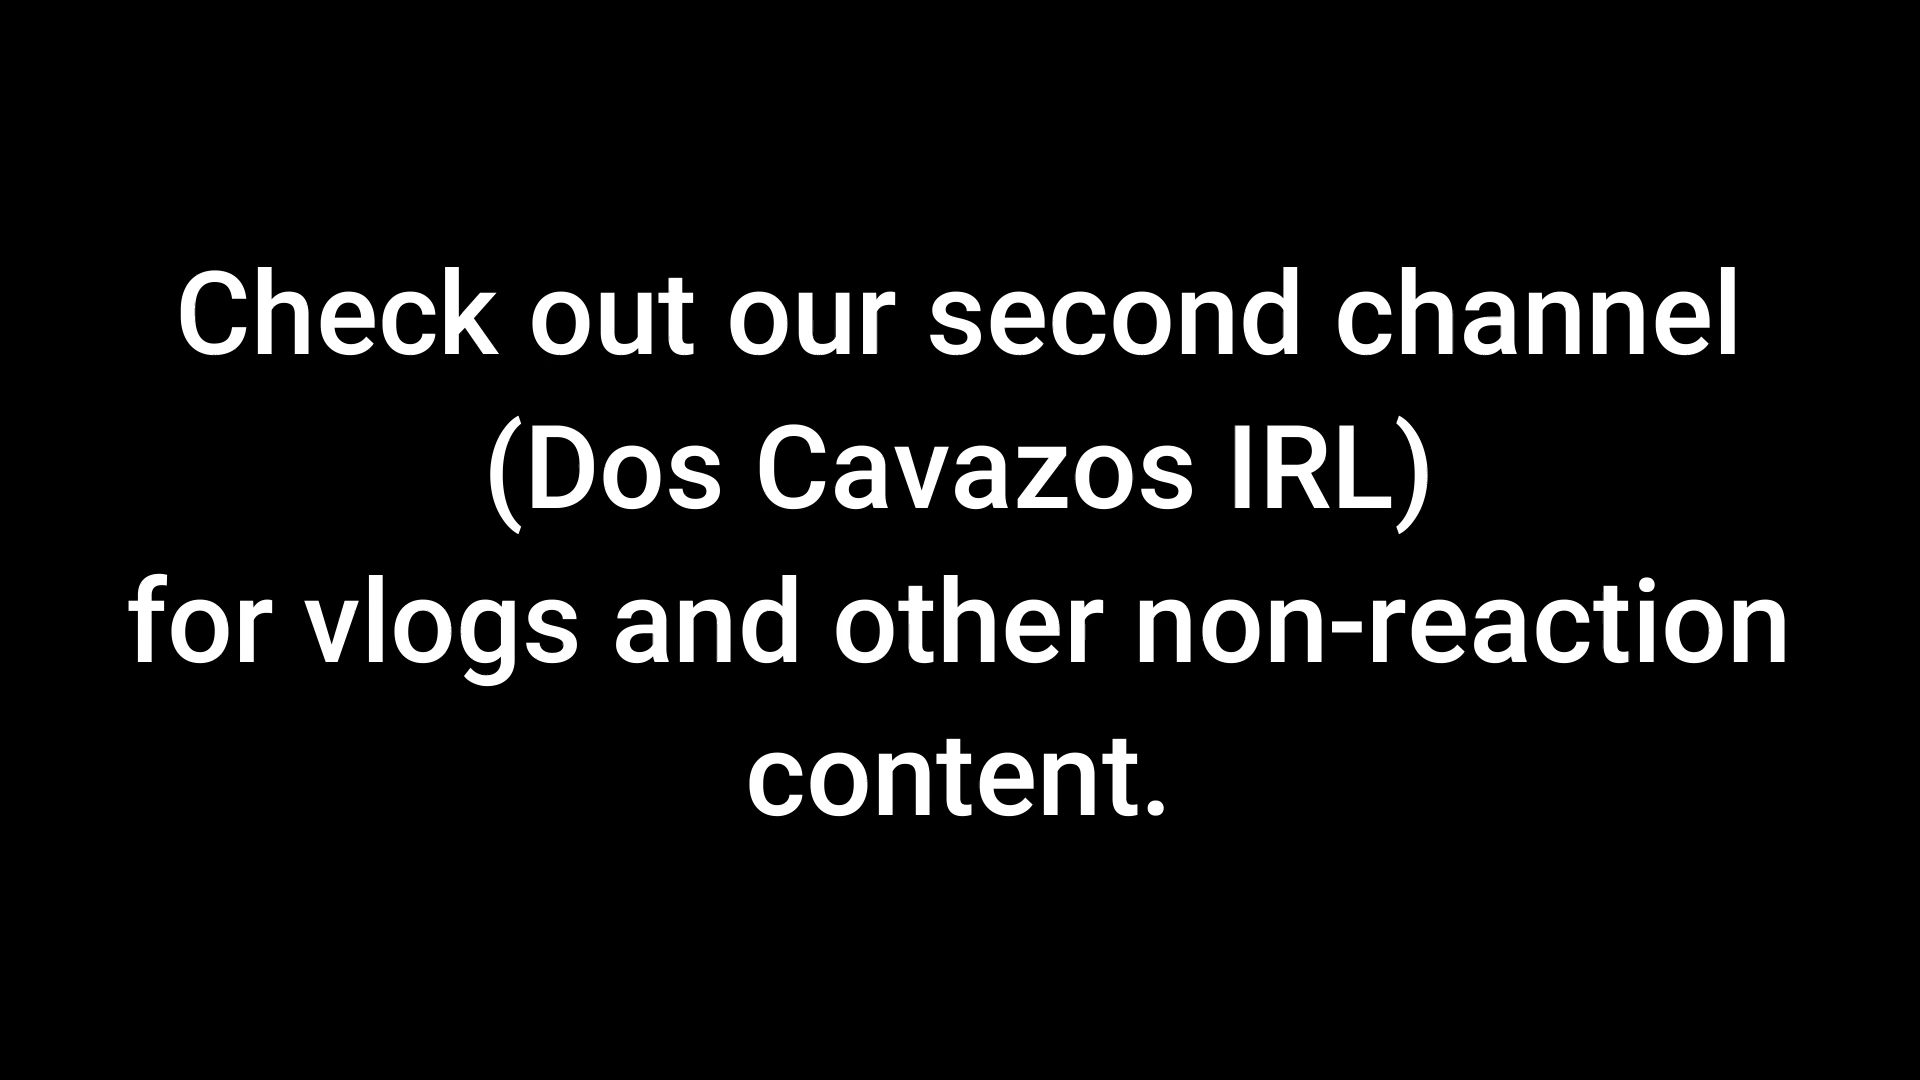 Check out our second channel
(Dos Cavazos IRL)
for vlogs and other non-reaction
content.